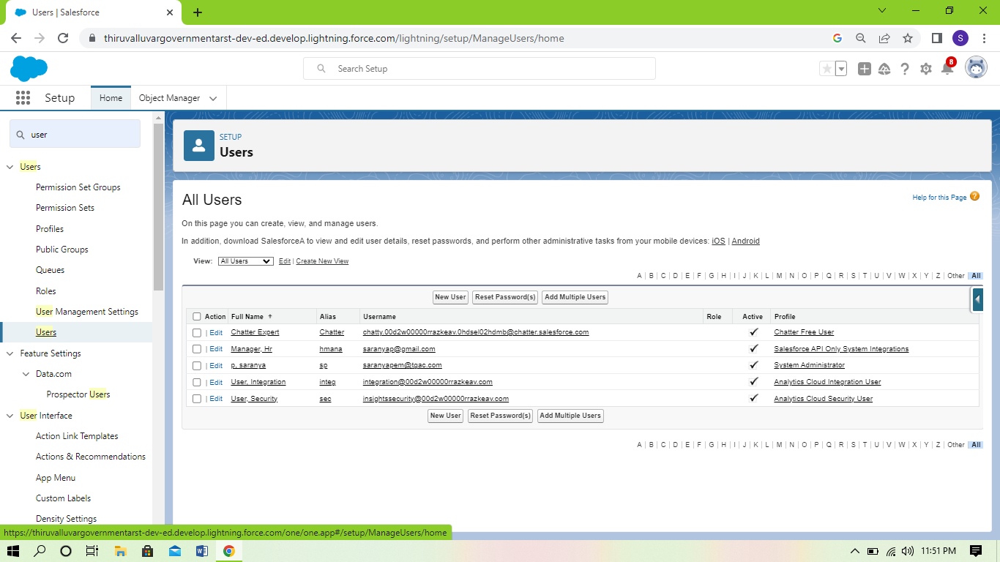 Users | Salesforce
thiruvalluvargovernmentarst-dev-ed.develop.lightning.force.com/lightning/setup/ManageUsers/home
S
Search Setup
8
Setup
Home
Object Manager
user
Users
Permission Set Groups
Permission Sets
Profiles
Public Groups
Queues
Roles
User Management Settings
Users
Feature Settings
Data.com
Prospector Users
User Interface
Action Link Templates
Actions & Recommendations
App Menu
Custom Labels
Density Settings
SETUP
Users
All Users
Help for this Page ?
On this page you can create, view, and manage users.
In addition, download SalesforceA to view and edit user details, reset passwords, and perform other administrative tasks from your mobile devices: iOS | Android
View: All Users Edit | Create New View
A | B | C | D | E | F | G | H | I | J | K | L | M | N | O | P | Q | R | S | T | U | V | W | X | Y | Z | Other | All
New User Reset Password(s) Add Multiple Users
Action Full Name Alias Username Role Active Profile
| Edit Chatter Expert Chatter chatty.00d2w00000rrazkeav.0hdsel02hdmb@chatter.salesforce.com Chatter Free User
| Edit Manager, Hr hmana saranyap@gmail.com Salesforce API Only System Integrations
| Edit p, saranya sp saranyapem@tgac.com System Administrator
| Edit User, Integration integ integration@00d2w00000rrazkeav.com Analytics Cloud Integration User
| Edit User, Security sec insightssecurity@00d2w00000rrazkeav.com Analytics Cloud Security User
New User Reset Password(s) Add Multiple Users
A | B | C | D | E | F | G | H | I | J | K | L | M | N | O | P | Q | R | S | T | U | V | W | X | Y | Z | Other | All
https://thiruvalluvargovernmentarst-dev-ed.develop.lightning.force.com/one/one.app#/setup/ManageUsers/home
11:51 PM